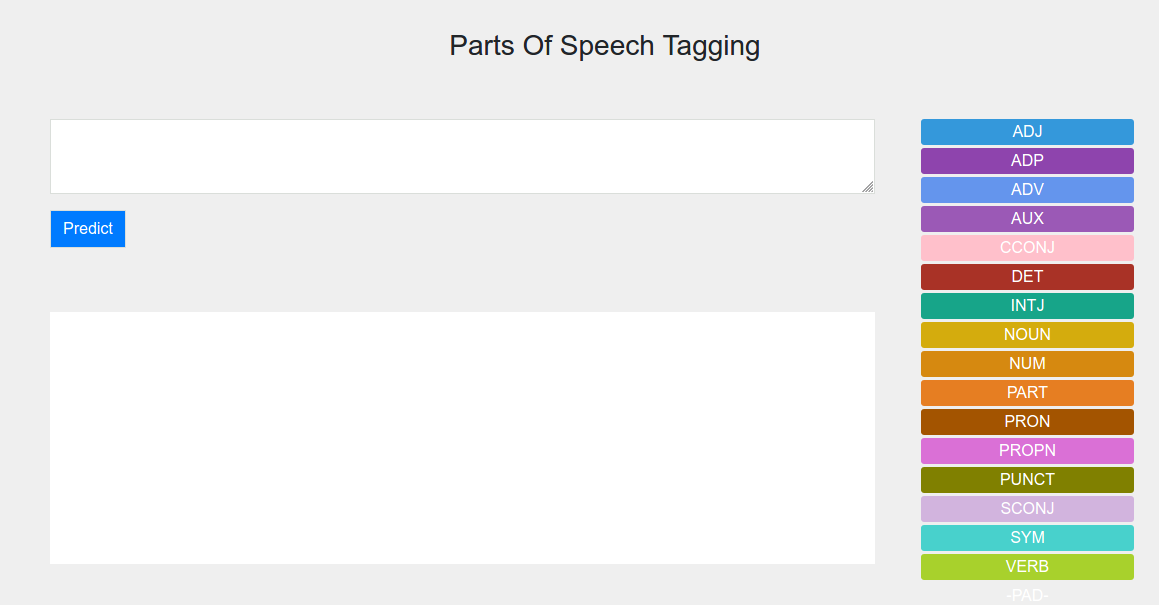 Parts Of Speech Tagging
Predict
ADJ
ADP
ADV
AUX
CCONJ
DET
INTJ
NOUN
NUM
PART
PRON
PROPN
PUNCT
SCONJ
SYM
VERB
-PAD-